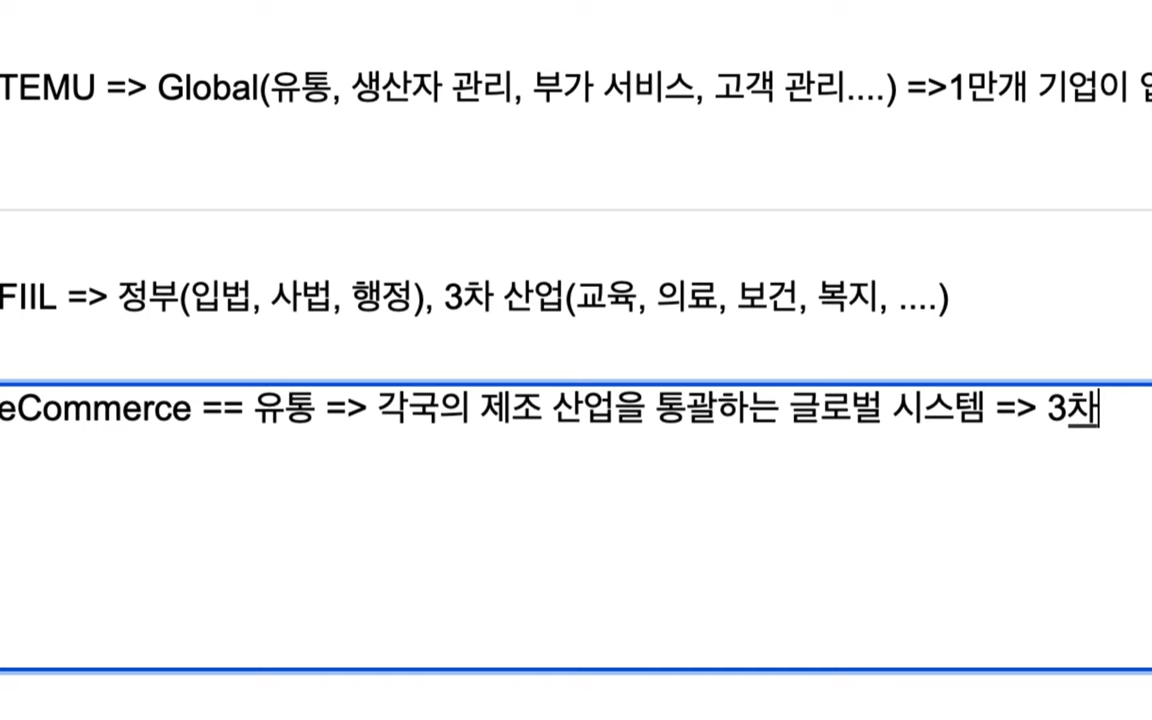 TEMU => Global(유통, 생산자 관리, 부가 서비스, 고객 관리....) =>1만개 기업이
FIIL => 정부(입법, 사법, 행정), 3차 산업(교육, 의료, 보건, 복지, ....)
eCommerce == 유통 => 각국의 제조 산업을 통괄하는 글로벌 시스템 => 3차